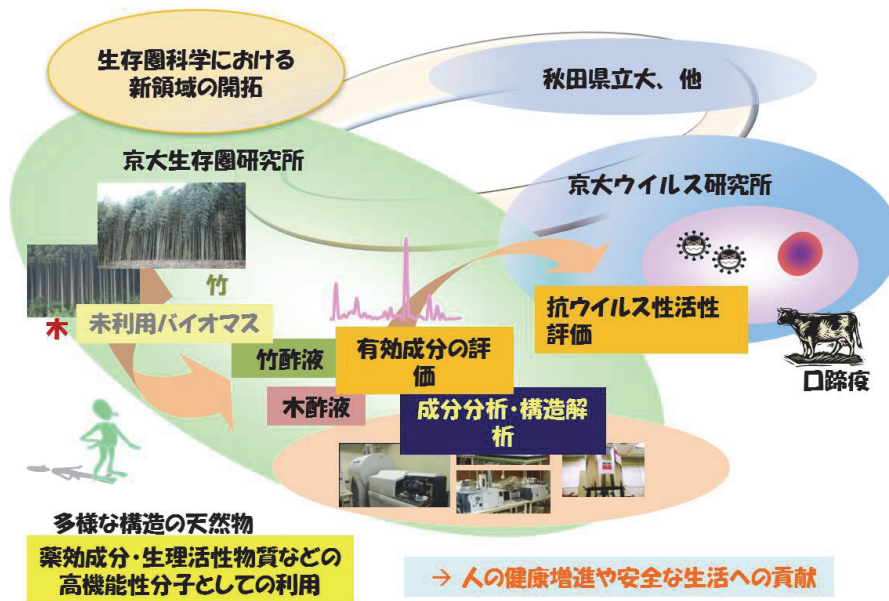 生存圏科学における
新領域の開拓
秋田県立大、他
京大生存圏研究所
京大ウイルス研究所
竹
木
未利用バイオマス
抗ウイルス性活性
評価
竹酢液
有効成分の評
価
口蹄疫
木酢液
成分分析・構造解
析
多様な構造の天然物
薬効成分・生理活性物質などの
高機能性分子としての利用
→ 人の健康増進や安全な生活への貢献